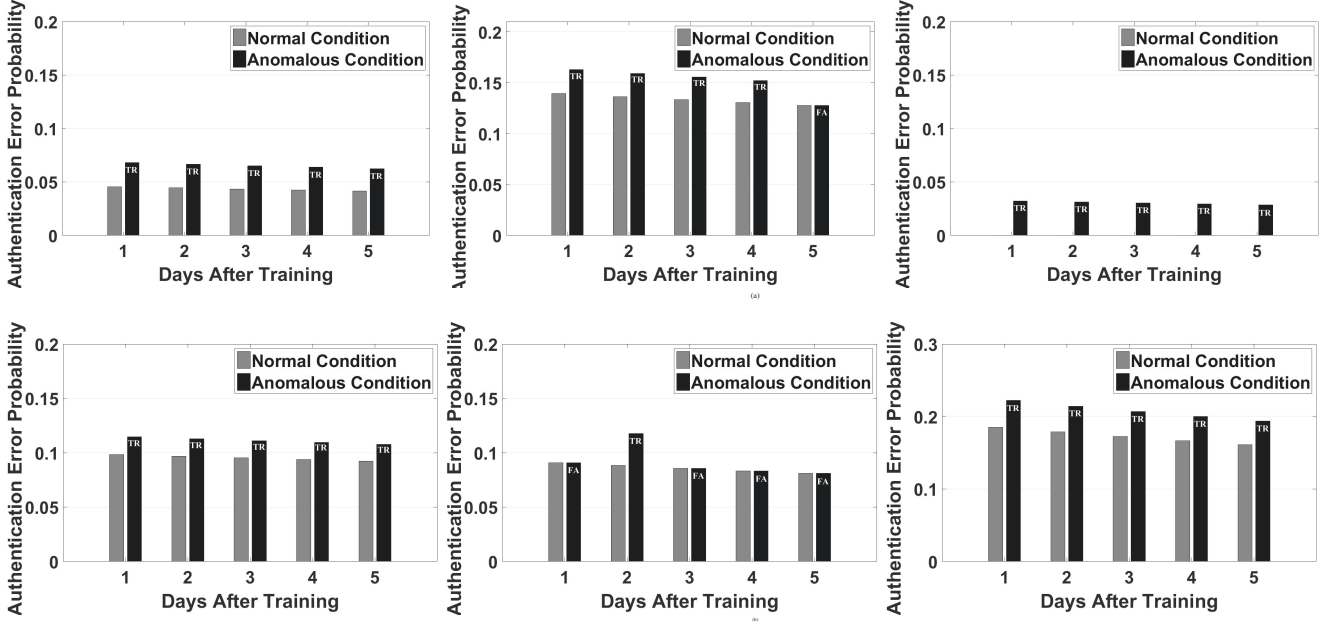 Authentication Error Probability
0.2
0.15
0.1
0.05
0
Normal Condition
Anomalous Condition
TR TR TR TR TR
1 2 3 4 5
Days After Training
Authentication Error Probability
0.2
0.15
0.1
0.05
0
Normal Condition
Anomalous Condition
TR TR TR TR FA
1 2 3 4 5
Days After Training
Authentication Error Probability
0.2
0.15
0.1
0.05
0
Normal Condition
Anomalous Condition
TR TR TR TR TR
1 2 3 4 5
Days After Training
(a)
Authentication Error Probability
0.2
0.15
0.1
0.05
0
Normal Condition
Anomalous Condition
TR TR TR TR TR
1 2 3 4 5
Days After Training
Authentication Error Probability
0.2
0.15
0.1
0.05
0
Normal Condition
Anomalous Condition
FA TR FA FA FA
1 2 3 4 5
Days After Training
Authentication Error Probability
0.3
0.2
0.1
0
Normal Condition
Anomalous Condition
TR TR TR TR TR
1 2 3 4 5
Days After Training